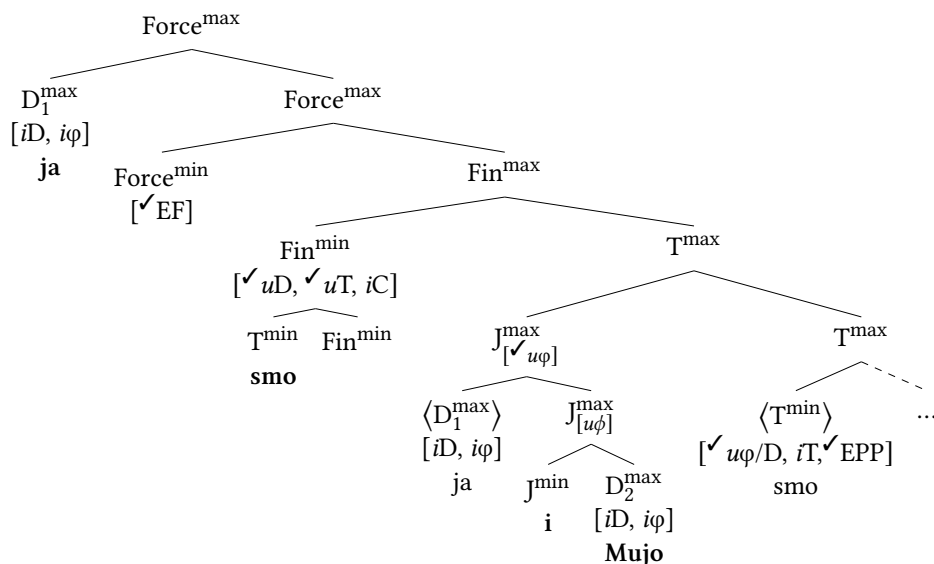 Force^max
D₁^max Force^max
[iD, iφ]
ja
Force^min Fin^max
[✓EF]
Fin^min T^max
[✓uD, ✓uT, iC]
T^min Fin^min J^max_[✓uφ] T^max
smo
⟨D₁^max⟩ J^max_[uϕ] ⟨T^min⟩ ...
[iD, iφ] [✓uφ/D, iT,✓EPP]
ja J^min D₂^max smo
i [iD, iφ]
Mujo